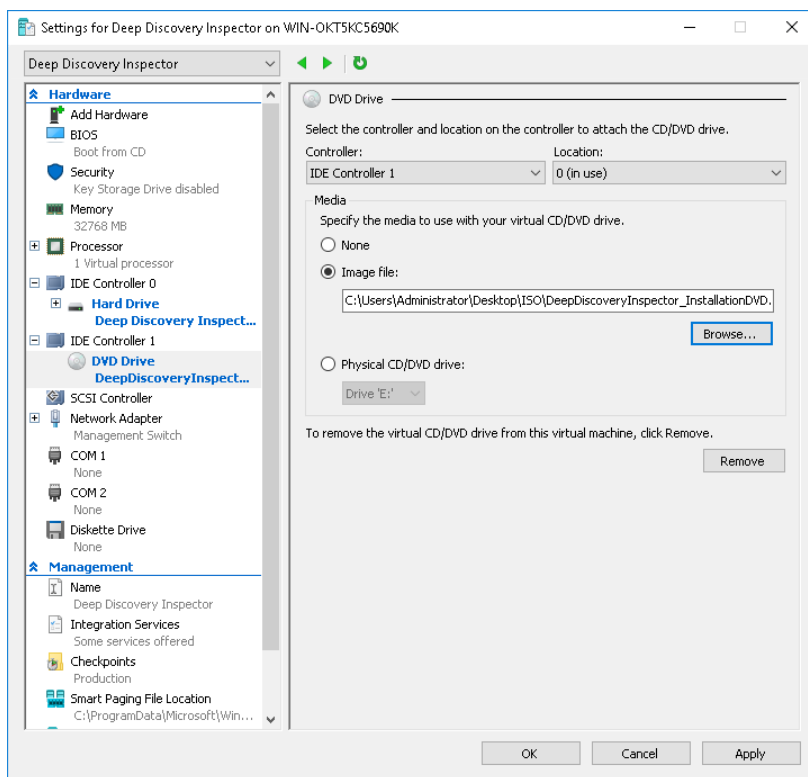 Settings for Deep Discovery Inspector on WIN-OKT5KC5690K
Deep Discovery Inspector
Hardware
Add Hardware
BIOS
Boot from CD
Security
Key Storage Drive disabled
Memory
32768 MB
Processor
1 Virtual processor
IDE Controller 0
Hard Drive
Deep Discovery Inspect...
IDE Controller 1
DVD Drive
DeepDiscoveryInspect...
SCSI Controller
Network Adapter
Management Switch
COM 1
None
COM 2
None
Diskette Drive
None
Management
Name
Deep Discovery Inspector
Integration Services
Some services offered
Checkpoints
Production
Smart Paging File Location
C:\ProgramData\Microsoft\Win...
DVD Drive
Select the controller and location on the controller to attach the CD/DVD drive.
Controller: Location:
IDE Controller 1 0 (in use)
Media
Specify the media to use with your virtual CD/DVD drive.
None
Image file:
C:\Users\Administrator\Desktop\ISO\DeepDiscoveryInspector_InstallationDVD.
Browse...
Physical CD/DVD drive:
Drive 'E:'
To remove the virtual CD/DVD drive from this virtual machine, click Remove.
Remove
OK Cancel Apply